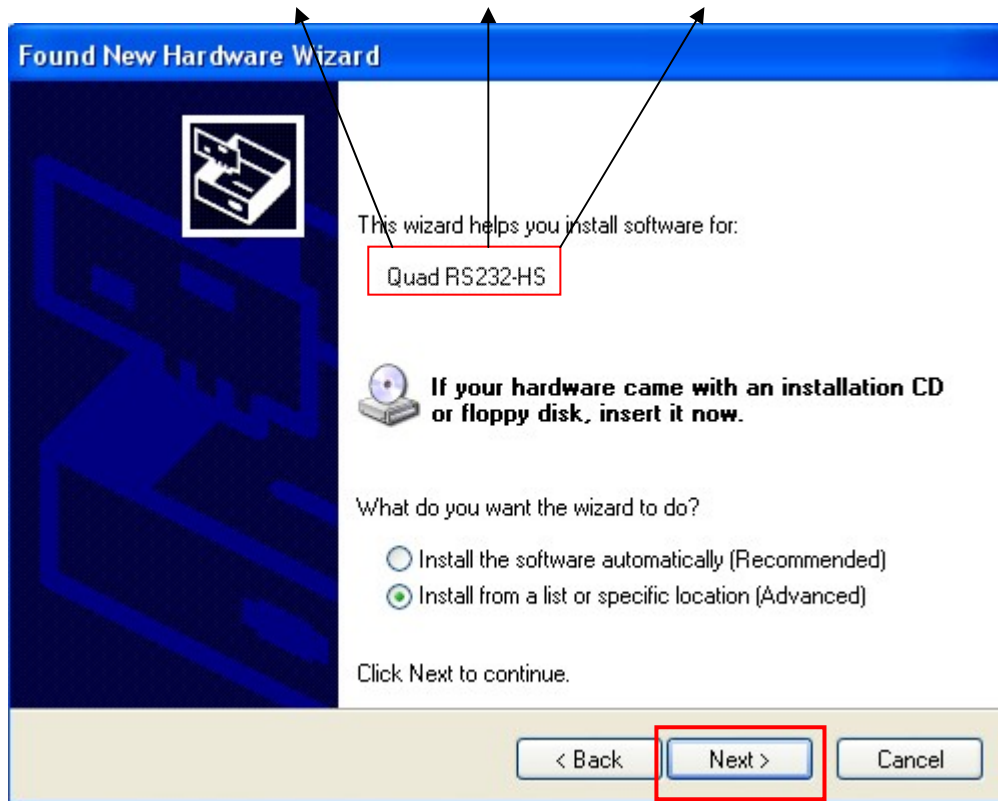 Found New Hardware Wizard
This wizard helps you install software for:
Quad RS232-HS
If your hardware came with an installation CD
or floppy disk, insert it now.
What do you want the wizard to do?
Install the software automatically (Recommended)
Install from a list or specific location (Advanced)
Click Next to continue.
< Back
Next >
Cancel